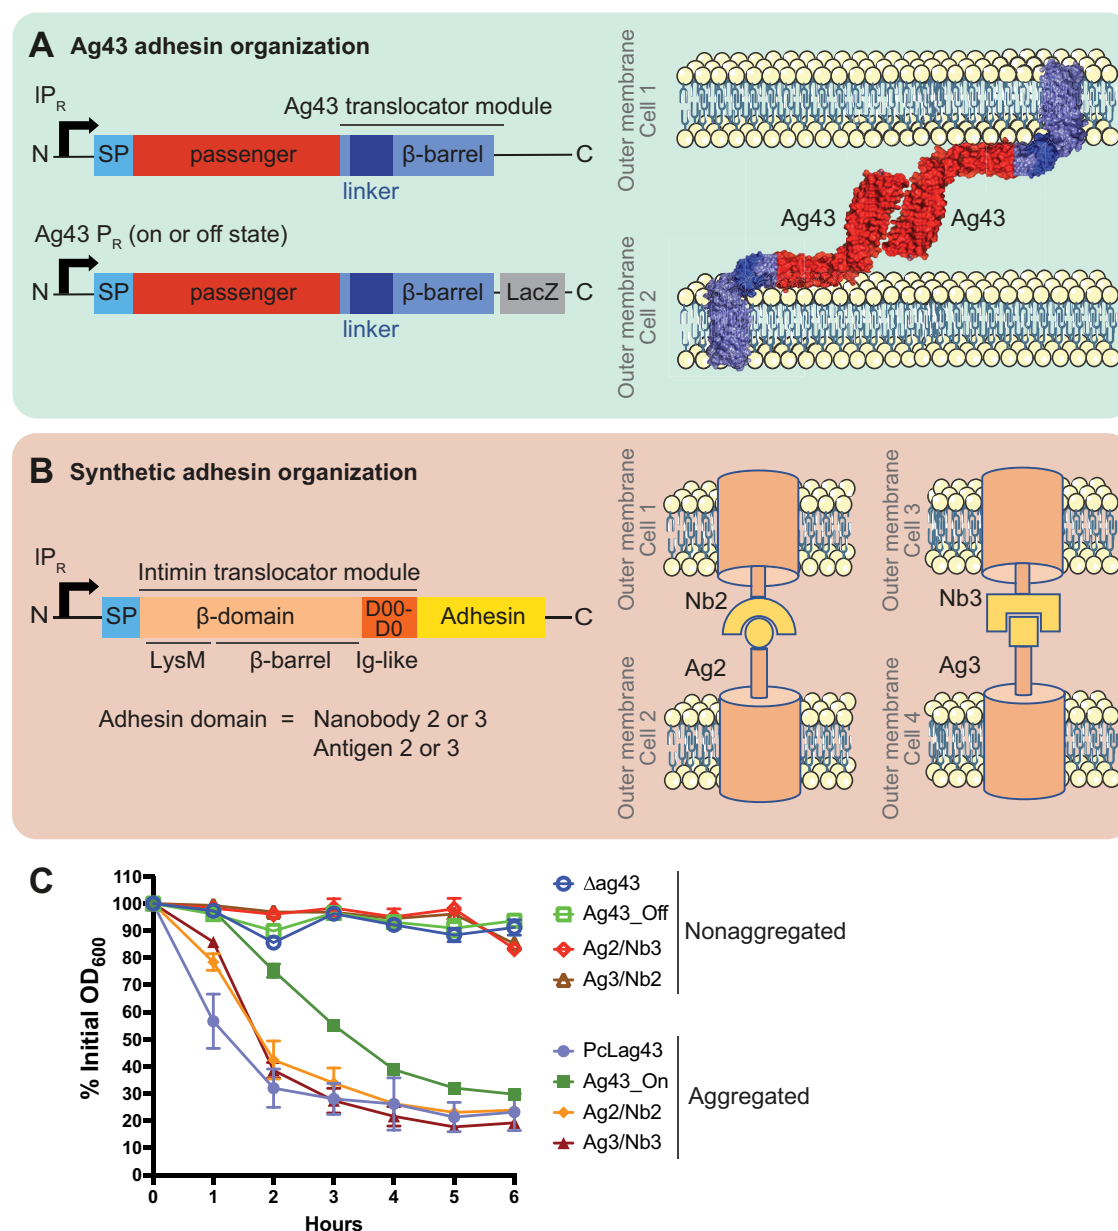 A Ag43 adhesin organization
IPR
Ag43 translocator module
N SP passenger β-barrel C
linker
Ag43 PR (on or off state)
N SP passenger β-barrel LacZ C
linker
Outer membrane
Cell 1
Ag43
Ag43
Outer membrane
Cell 2
B Synthetic adhesin organization
IPR
Intimin translocator module
N SP β-domain D00-
D0 Adhesin C
LysM β-barrel Ig-like
Adhesin domain = Nanobody 2 or 3
Antigen 2 or 3
Outer membrane
Cell 1
Nb2
Ag2
Outer membrane
Cell 2
Outer membrane
Cell 3
Nb3
Ag3
Outer membrane
Cell 4
C
% Initial OD600
110
100
90
80
70
60
50
40
30
20
10
0
0 1 2 3 4 5 6
Hours
Δag43
Ag43_Off
Ag2/Nb3
Ag3/Nb2
Nonaggregated
PcLag43
Ag43_On
Ag2/Nb2
Ag3/Nb3
Aggregated